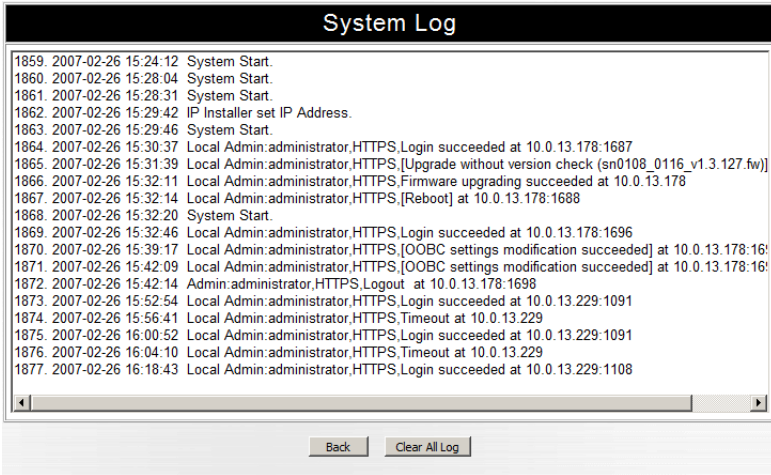 System Log
1859. 2007-02-26 15:24:12 System Start.
1860. 2007-02-26 15:28:04 System Start.
1861. 2007-02-26 15:28:31 System Start.
1862. 2007-02-26 15:29:42 IP Installer set IP Address.
1863. 2007-02-26 15:29:46 System Start.
1864. 2007-02-26 15:30:37 Local Admin:administrator,HTTPS,Login succeeded at 10.0.13.178:1687
1865. 2007-02-26 15:31:39 Local Admin:administrator,HTTPS,[Upgrade without version check (sn0108_0116_v1.3.127.fw)]
1866. 2007-02-26 15:32:11 Local Admin:administrator,HTTPS,Firmware upgrading succeeded at 10.0.13.178
1867. 2007-02-26 15:32:14 Local Admin:administrator,HTTPS,[Reboot] at 10.0.13.178:1688
1868. 2007-02-26 15:32:20 System Start.
1869. 2007-02-26 15:32:46 Local Admin:administrator,HTTPS,Login succeeded at 10.0.13.178:1696
1870. 2007-02-26 15:39:17 Local Admin:administrator,HTTPS,[OOBC settings modification succeeded] at 10.0.13.178:16
1871. 2007-02-26 15:42:09 Local Admin:administrator,HTTPS,[OOBC settings modification succeeded] at 10.0.13.178:16
1872. 2007-02-26 15:42:14 Admin:administrator,HTTPS,Logout at 10.0.13.178:1698
1873. 2007-02-26 15:52:54 Local Admin:administrator,HTTPS,Login succeeded at 10.0.13.229:1091
1874. 2007-02-26 15:56:41 Local Admin:administrator,HTTPS,Timeout at 10.0.13.229
1875. 2007-02-26 16:00:52 Local Admin:administrator,HTTPS,Login succeeded at 10.0.13.229:1091
1876. 2007-02-26 16:04:10 Local Admin:administrator,HTTPS,Timeout at 10.0.13.229
1877. 2007-02-26 16:18:43 Local Admin:administrator,HTTPS,Login succeeded at 10.0.13.229:1108
Back Clear All Log